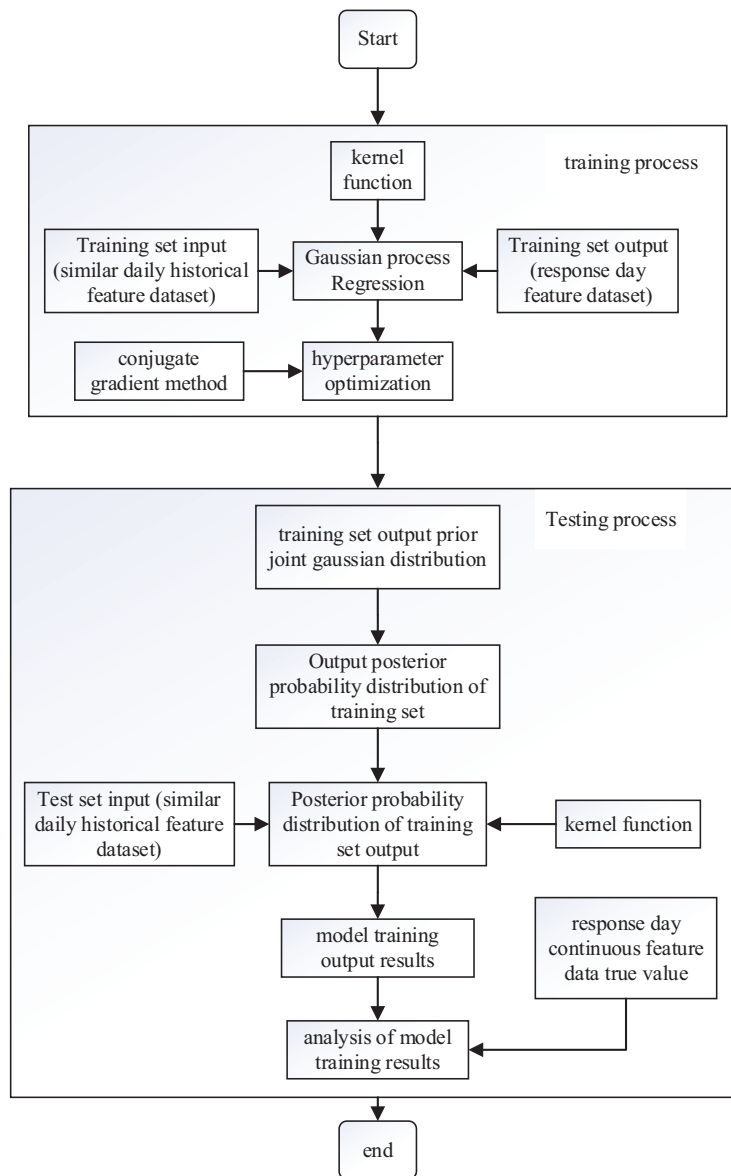 Start
training process
kernel
function
Training set input
(similar daily historical
feature dataset)
Gaussian process
Regression
Training set output
(response day
feature dataset)
conjugate
gradient method
hyperparameter
optimization
Testing process
training set output prior
joint gaussian distribution
Output posterior
probability distribution of
training set
Test set input (similar
daily historical feature
dataset)
Posterior probability
distribution of training
set output
kernel function
model training
output results
response day
continuous feature
data true value
analysis of model
training results
end